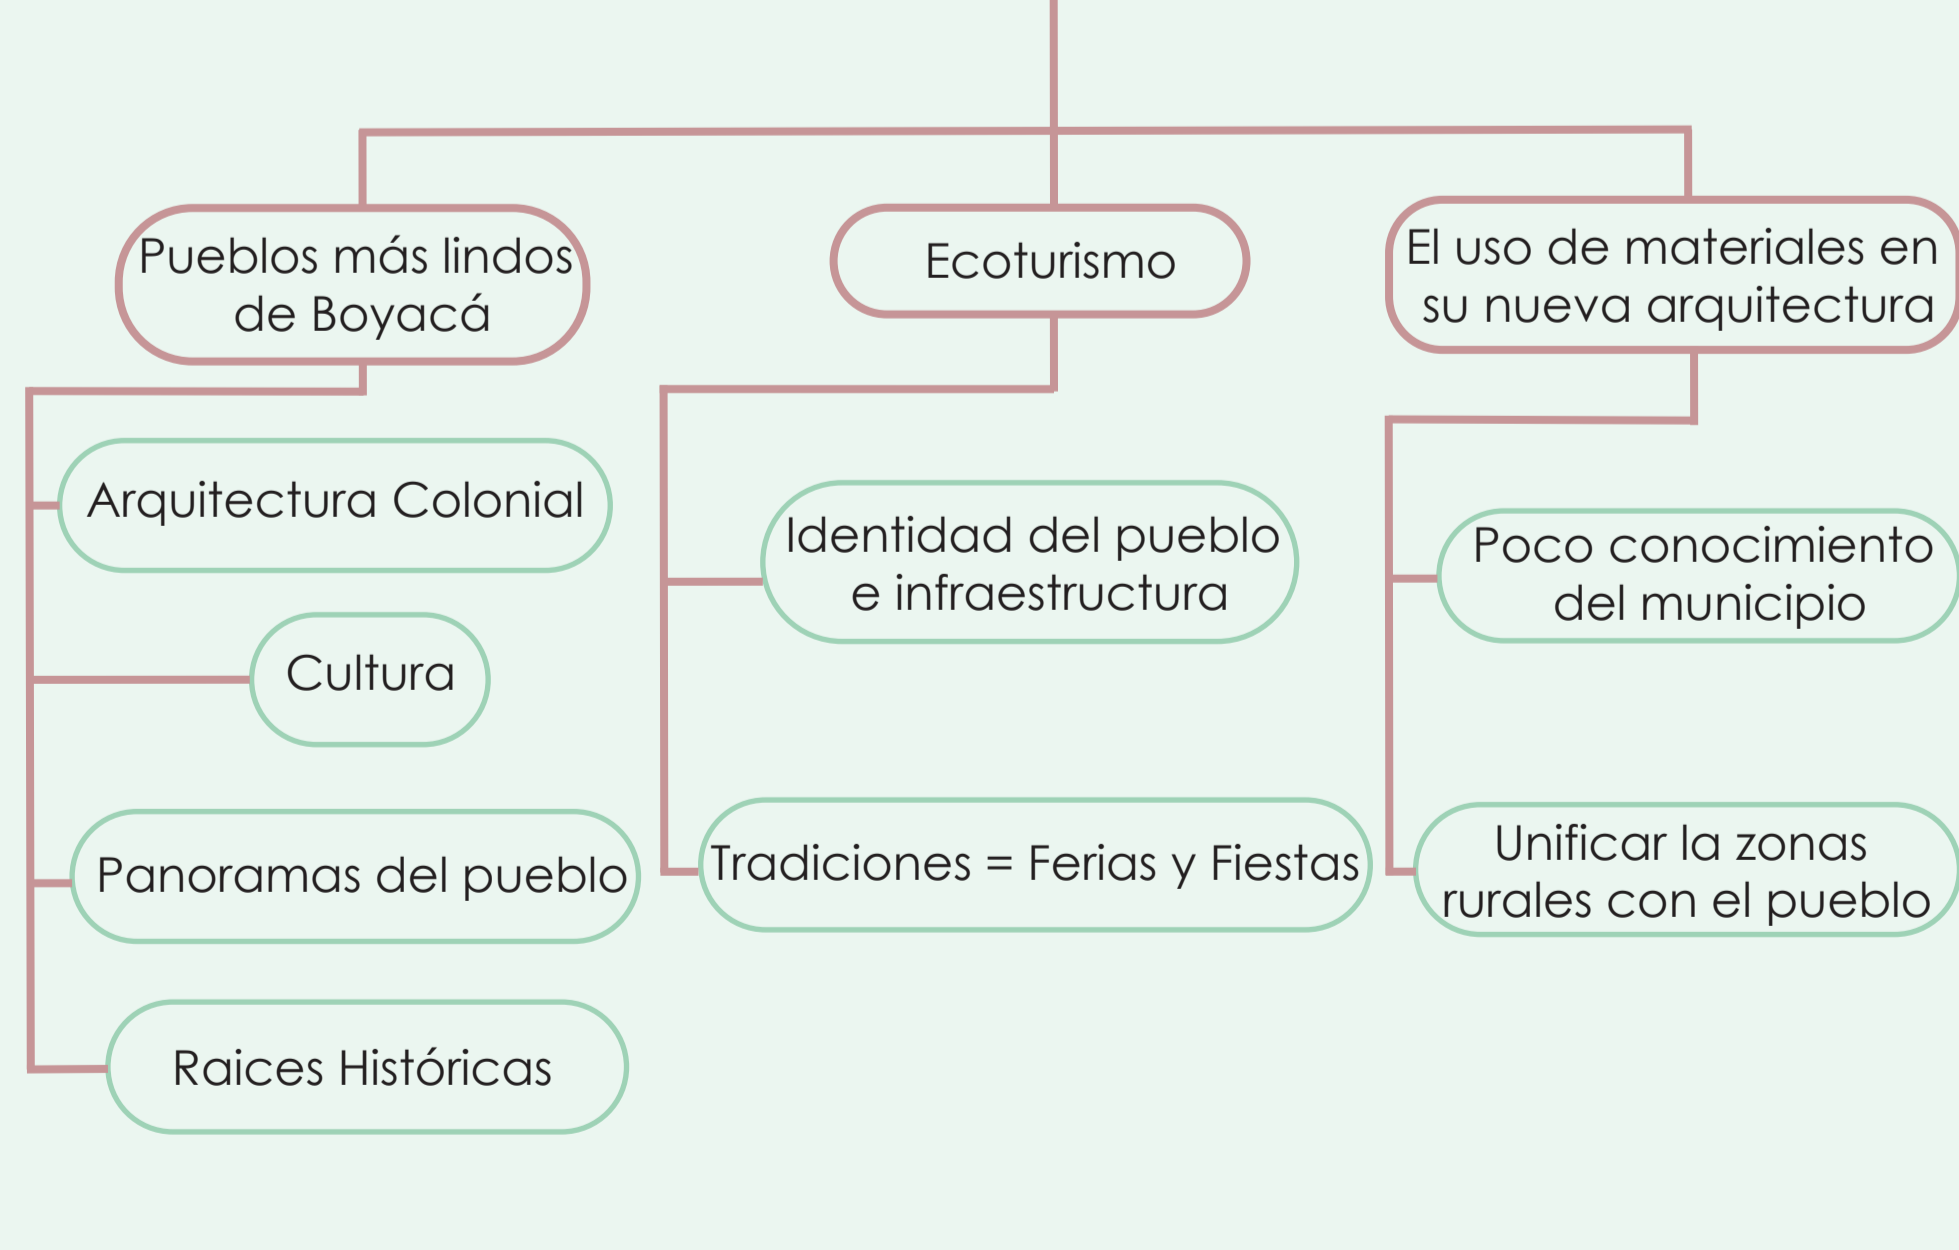 Pueblos más lindos
de Boyacá
Arquitectura Colonial
Cultura
Panoramas del pueblo
Raices Históricas
Ecoturismo
Identidad del pueblo
e infraestructura
Tradiciones = Ferias y Fiestas
El uso de materiales en
su nueva arquitectura
Poco conocimiento
del municipio
Unificar la zonas
rurales con el pueblo